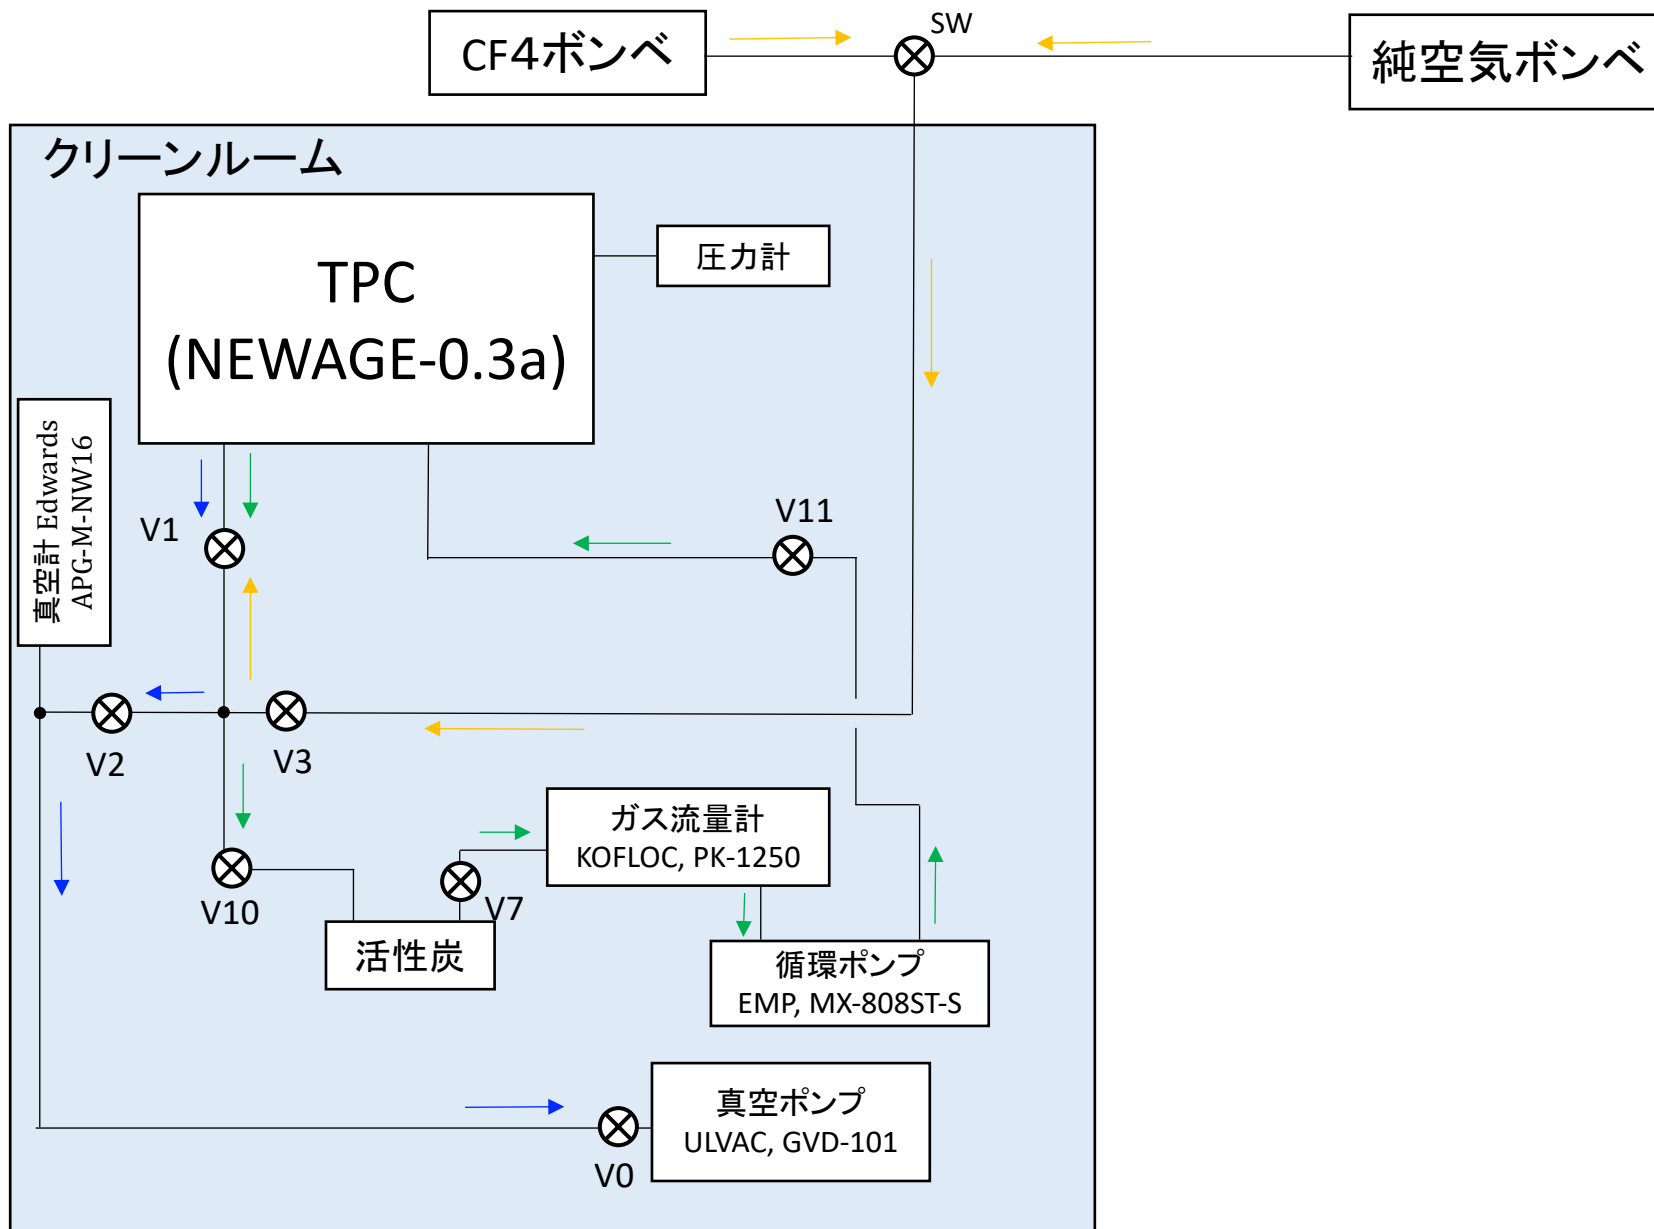 CF4ボンベ
SW
純空気ボンベ
クリーンルーム
TPC
(NEWAGE-0.3a)
圧力計
真空計 Edwards
APG-M-NW16
V1
V11
V2
V3
ガス流量計
KOFLOC, PK-1250
V10
V7
活性炭
循環ポンプ
EMP, MX-808ST-S
真空ポンプ
ULVAC, GVD-101
V0